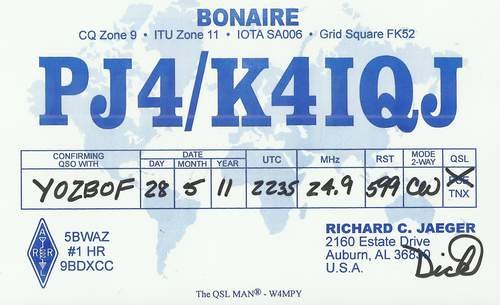 BONAIRE
CQ Zone 9 • ITU Zone 11 • IOTA SA006 • Grid Square FK52
PJ4/K4IQJ
CONFIRMING QSO WITH DATE DAY MONTH YEAR UTC MHz RST MODE 2-WAY QSL PSE TNX
YO2BOF 28 5 11 2235 24.9 599 CW
5BWAZ
#1 HR
9BDXCC
ARRL
RICHARD C. JAEGER
2160 Estate Drive
Auburn, AL 36830
U.S.A.
Dick
The QSL MAN® - W4MPY